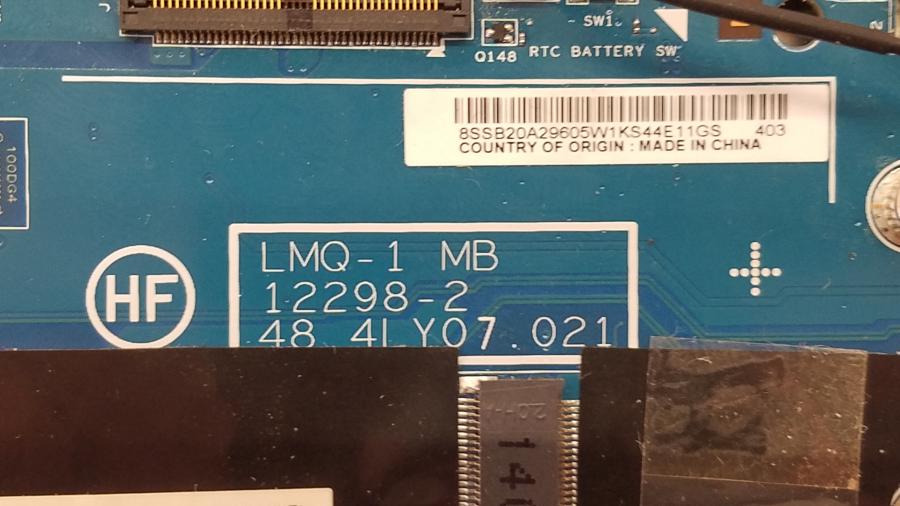 SW1
Q148 RTC BATTERY SW
8SSB20A29605W1KS44E11GS 403
COUNTRY OF ORIGIN : MADE IN CHINA
100DG4
HF
LMQ-1 MB
12298-2
48.4LY07.021